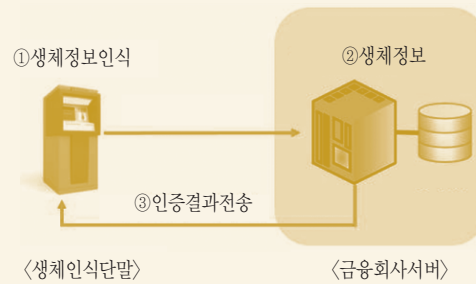 ①생체정보인식
②생체정보
③인증결과전송
〈생체인식단말〉
〈금융회사서버〉